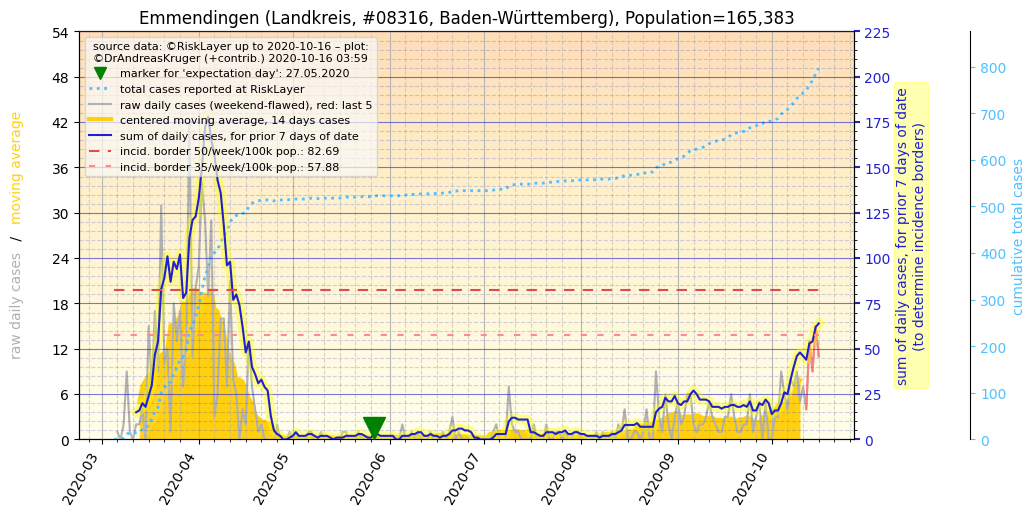 Emmendingen (Landkreis, #08316, Baden-Württemberg), Population=165,383
source data: ©RiskLayer up to 2020-10-16 – plot:
©DrAndreasKruger (+contrib.) 2020-10-16 03:59
marker for 'expectation day': 27.05.2020
total cases reported at RiskLayer
raw daily cases (weekend-flawed), red: last 5
centered moving average, 14 days cases
sum of daily cases, for prior 7 days of date
incid. border 50/week/100k pop.: 82.69
incid. border 35/week/100k pop.: 57.88
raw daily cases / moving average
54
48
42
36
30
24
18
12
6
0
2020-03
2020-04
2020-05
2020-06
2020-07
2020-08
2020-09
2020-10
225
200
175
150
125
100
75
50
25
0
sum of daily cases, for prior 7 days of date
(to determine incidence borders)
800
700
600
500
400
300
200
100
0
cumulative total cases